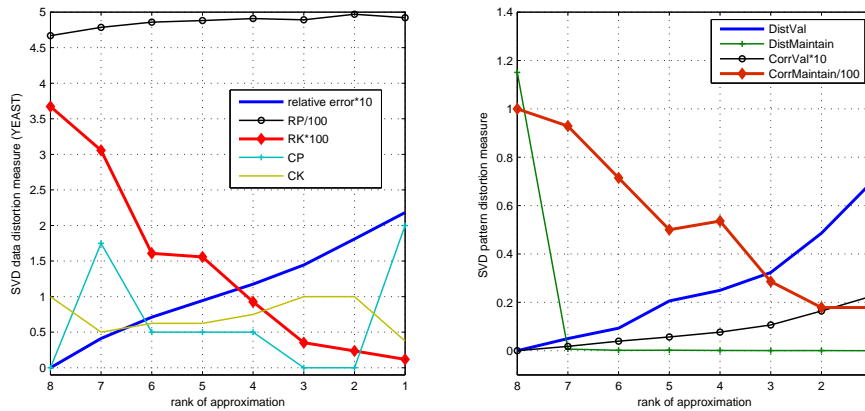 5
4.5
4
3.5
3
2.5
2
1.5
1
0.5
0
SVD data distortion measure (YEAST)
relative error*10
RP/100
RK*100
CP
CK
8 7 6 5 4 3 2 1
rank of approximation
1.4
1.2
1
0.8
0.6
0.4
0.2
0
SVD pattern distortion measure
DistVal
DistMaintain
CorrVal*10
CorrMaintain/100
8 7 6 5 4 3 2 1
rank of approximation